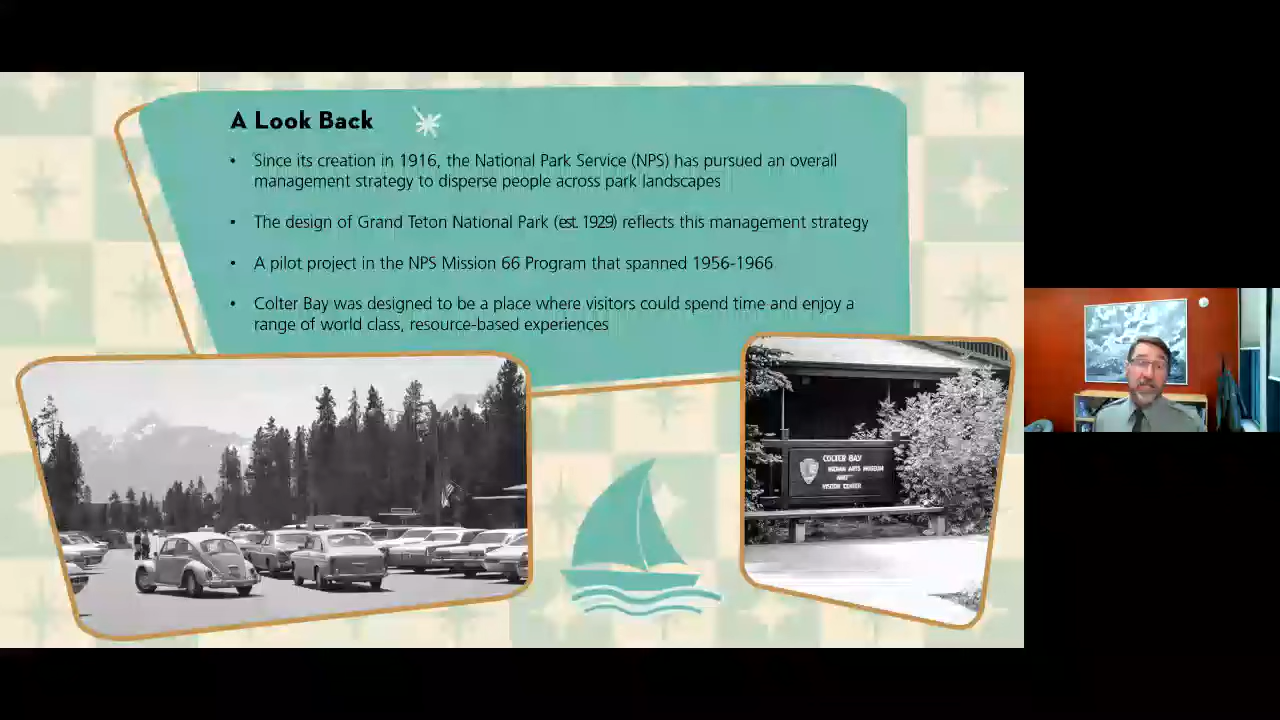 A Look Back
• Since its creation in 1916, the National Park Service (NPS) has pursued an overall
management strategy to disperse people across park landscapes
• The design of Grand Teton National Park (est. 1929) reflects this management strategy
• A pilot project in the NPS Mission 66 Program that spanned 1956-1966
• Colter Bay was designed to be a place where visitors could spend time and enjoy a
range of world class, resource-based experiences
COLTER BAY
INDIAN ARTS MUSEUM
AND
VISITOR CENTER